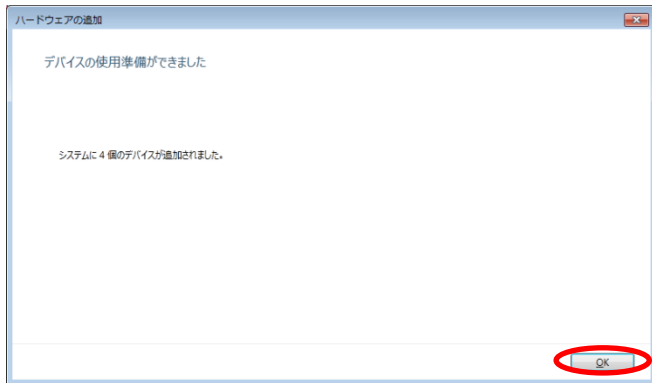 ハードウェアの追加
デバイスの使用準備ができました
システムに 4 個のデバイスが追加されました。
OK